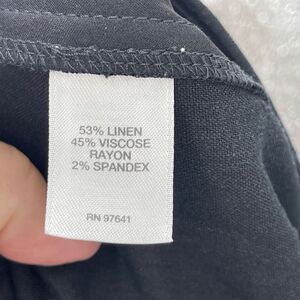 53% LINEN
45% VISCOSE
RAYON
2% SPANDEX
RN 97641